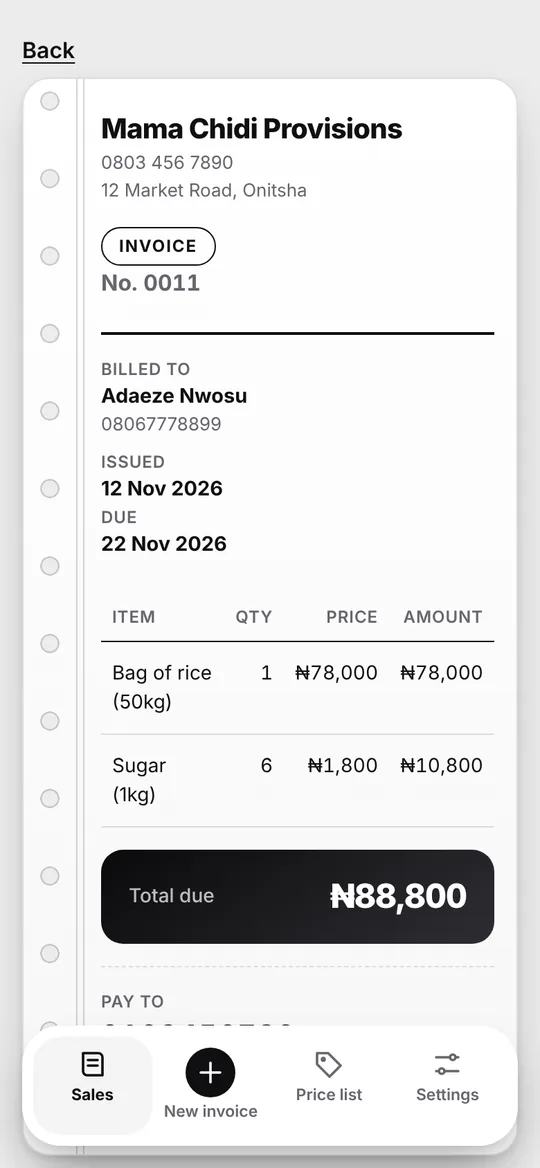 Back
Mama Chidi Provisions
0803 456 7890
12 Market Road, Onitsha
INVOICE
No. 0011
BILLED TO
Adaeze Nwosu
08067778899
ISSUED
12 Nov 2026
DUE
22 Nov 2026
ITEM QTY PRICE AMOUNT
Bag of rice 1 ₦78,000 ₦78,000
(50kg)
Sugar 6 ₦1,800 ₦10,800
(1kg)
Total due ₦88,800
PAY TO
Sales New invoice Price list Settings